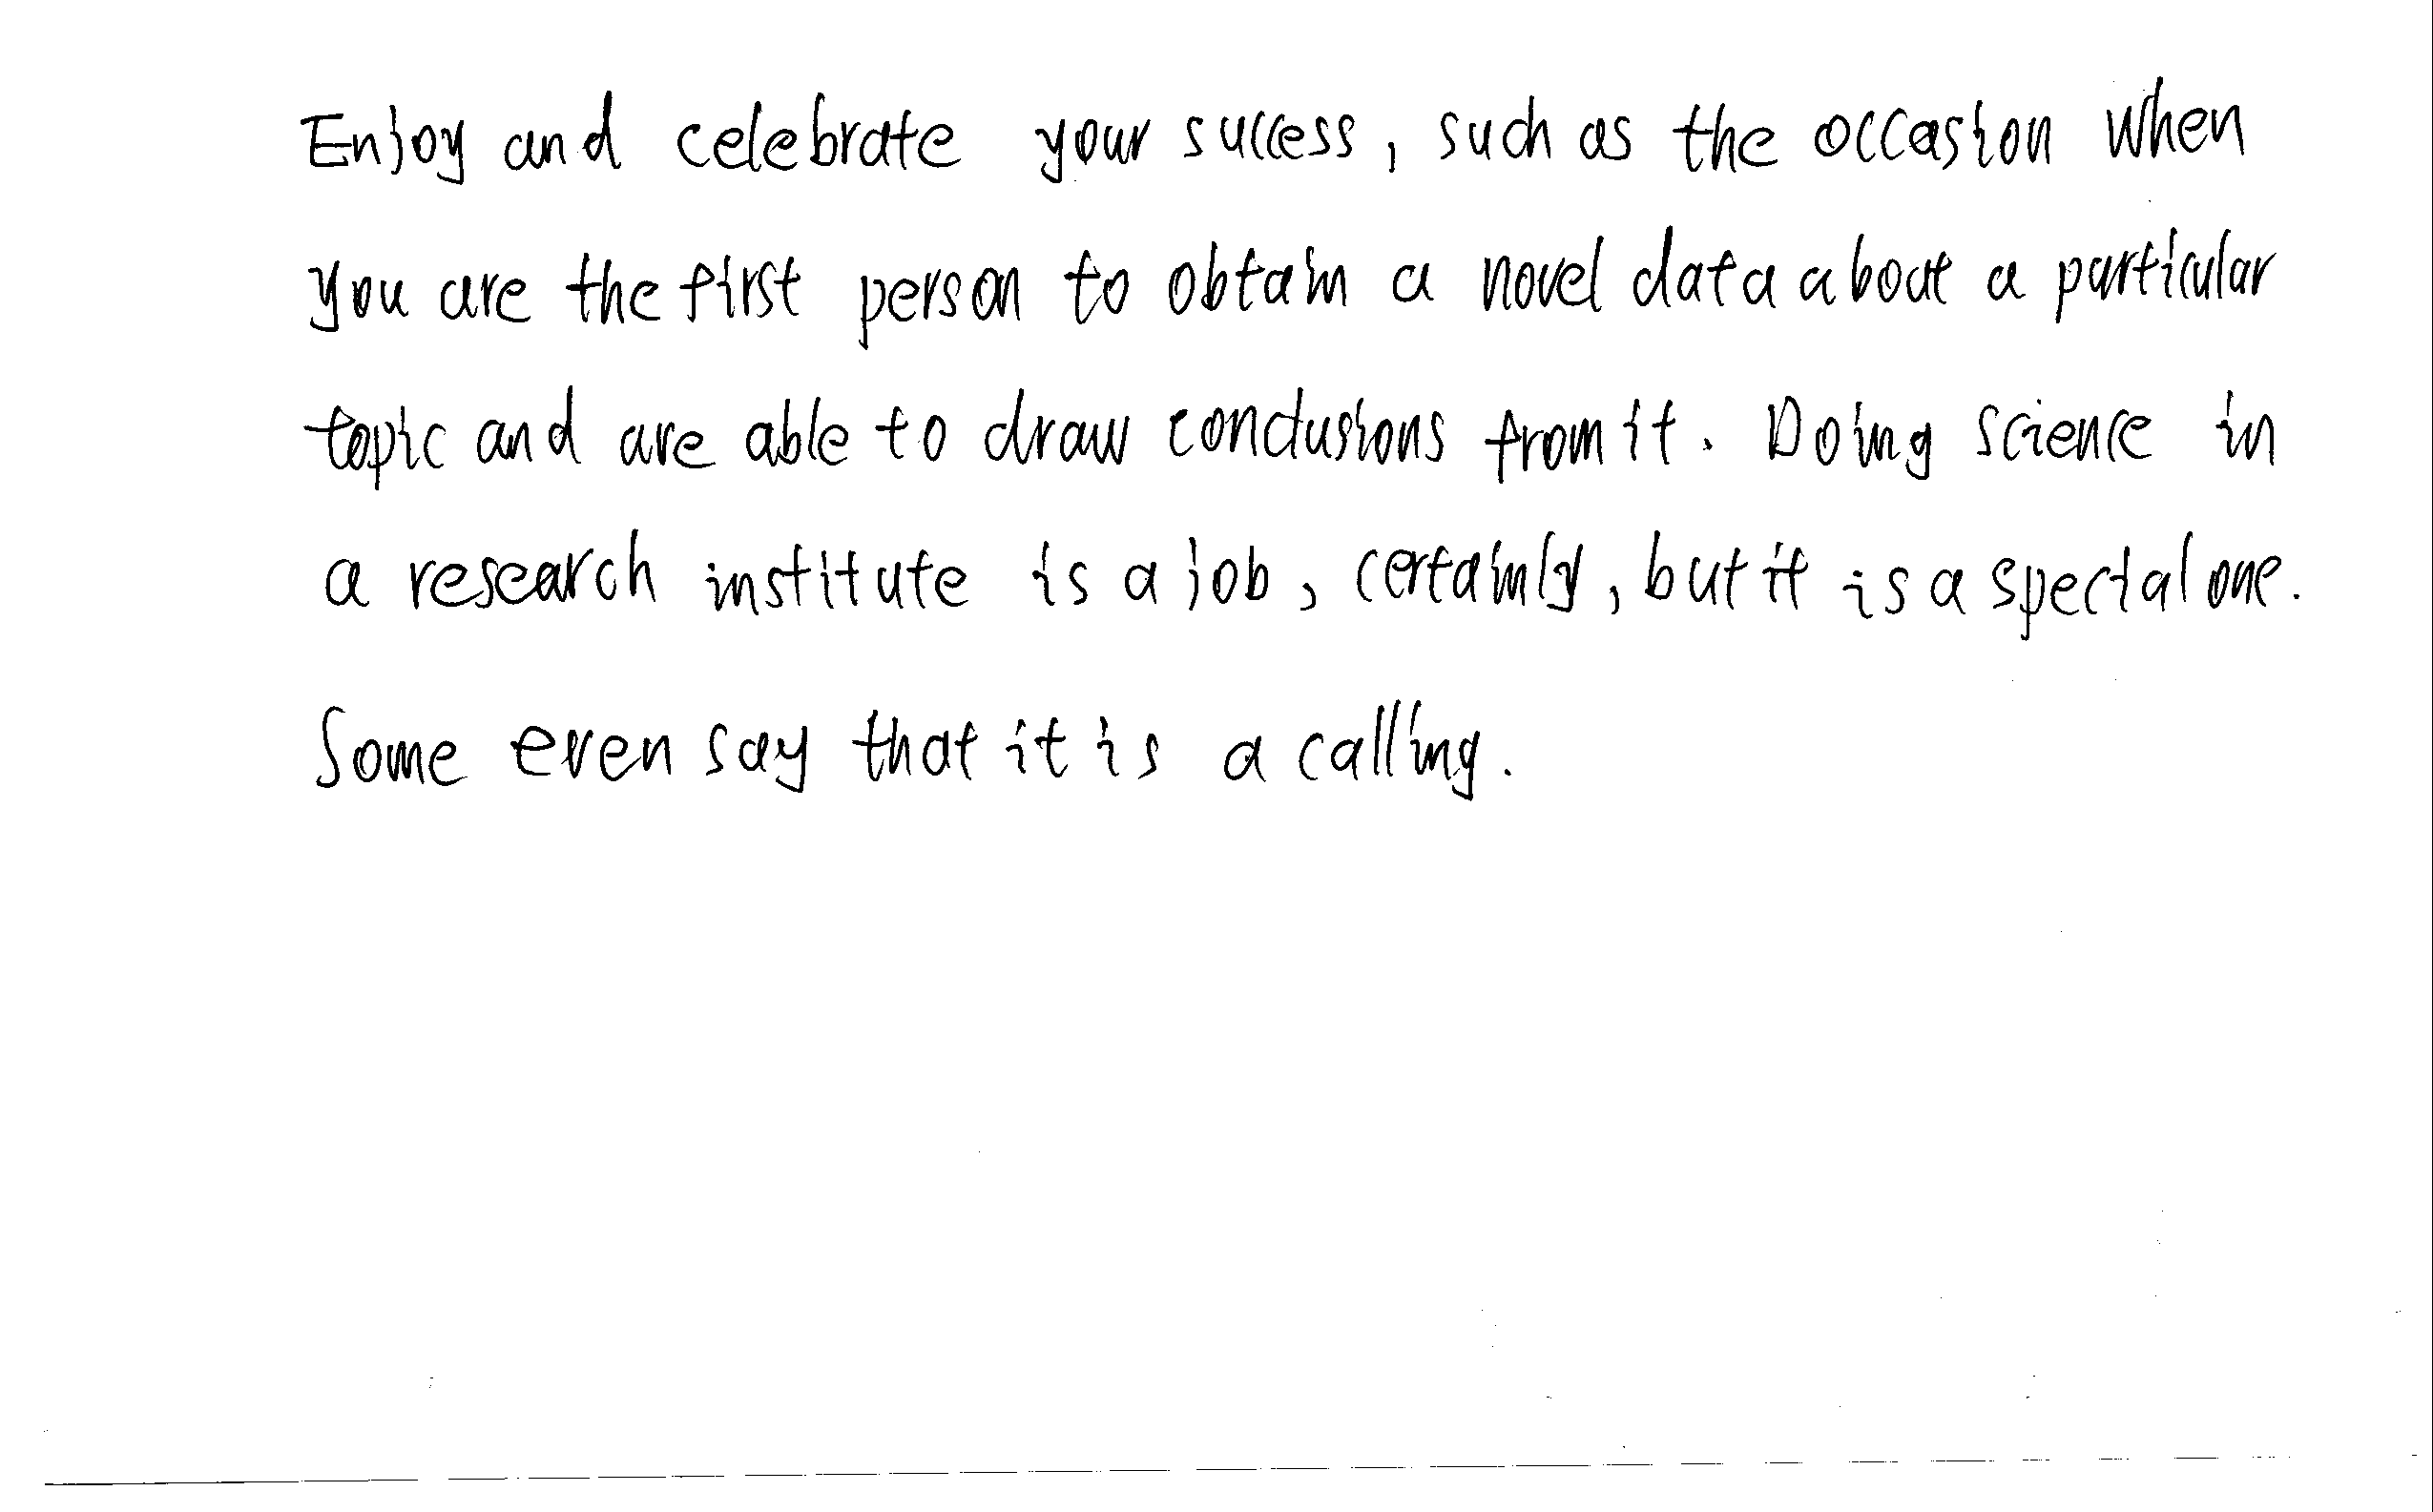 Enjoy and celebrate your success, such as the occasion when
you are the first person to obtain a novel data about a particular
topic and are able to draw conclusions from it. Doing science in
a research institute is a job, certainly, but it is a special one.
Some even say that it is a calling.